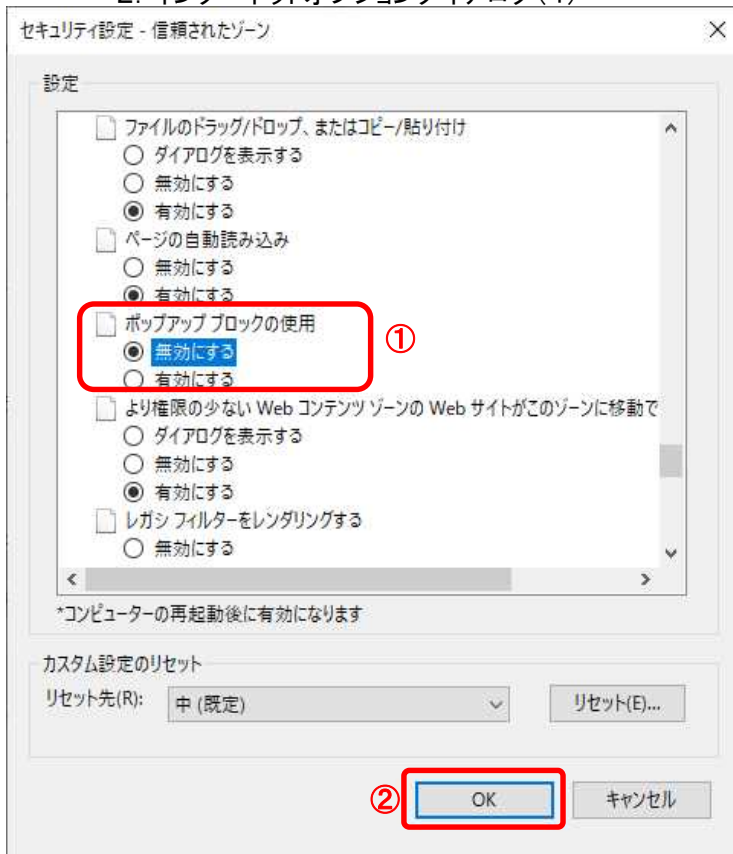 セキュリティ設定 - 信頼されたゾーン
設定
ファイルのドラッグ/ドロップ、またはコピー/貼り付け
ダイアログを表示する
無効にする
有効にする
ページの自動読み込み
無効にする
有効にする
ポップアップ ブロックの使用
①
無効にする
有効にする
より権限の少ない Web コンテンツ ゾーンの Web サイトがこのゾーンに移動で
ダイアログを表示する
無効にする
有効にする
レガシ フィルターをレンダリングする
無効にする
*コンピューターの再起動後に有効になります
カスタム設定のリセット
リセット先(R): 中 (既定) リセット(E)...
② OK キャンセル